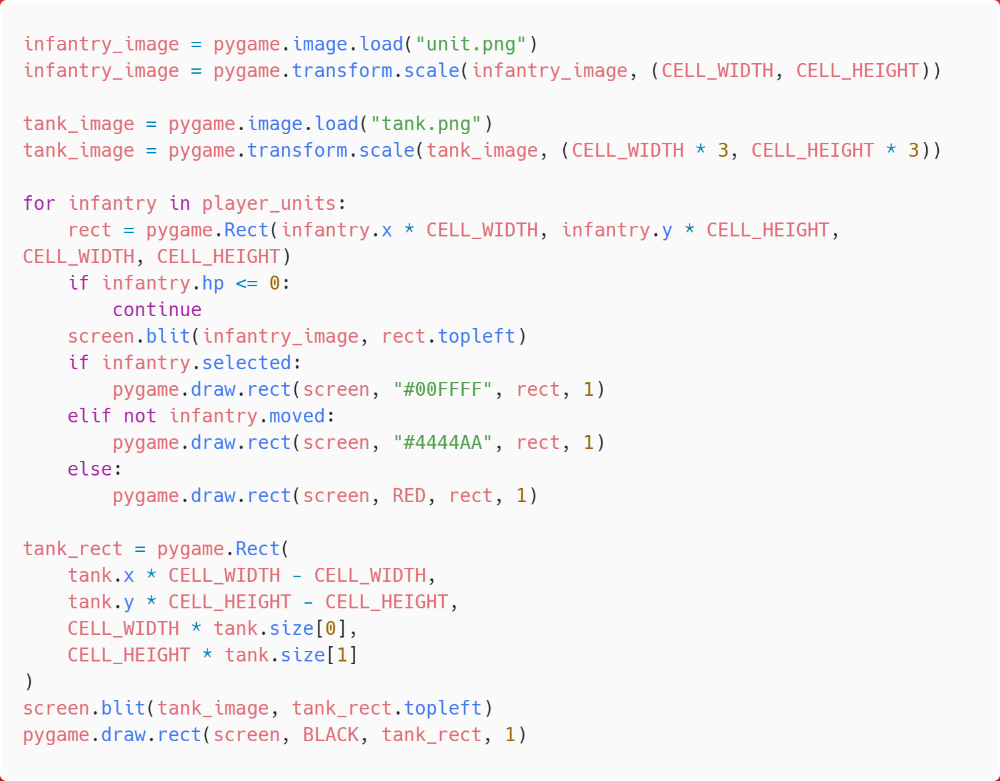 infantry_image = pygame.image.load("unit.png")
infantry_image = pygame.transform.scale(infantry_image, (CELL_WIDTH, CELL_HEIGHT))

tank_image = pygame.image.load("tank.png")
tank_image = pygame.transform.scale(tank_image, (CELL_WIDTH * 3, CELL_HEIGHT * 3))

for infantry in player_units:
    rect = pygame.Rect(infantry.x * CELL_WIDTH, infantry.y * CELL_HEIGHT,
CELL_WIDTH, CELL_HEIGHT)
    if infantry.hp <= 0:
        continue
    screen.blit(infantry_image, rect.topleft)
    if infantry.selected:
        pygame.draw.rect(screen, "#00FFFF", rect, 1)
    elif not infantry.moved:
        pygame.draw.rect(screen, "#4444AA", rect, 1)
    else:
        pygame.draw.rect(screen, RED, rect, 1)

tank_rect = pygame.Rect(
    tank.x * CELL_WIDTH - CELL_WIDTH,
    tank.y * CELL_HEIGHT - CELL_HEIGHT,
    CELL_WIDTH * tank.size[0],
    CELL_HEIGHT * tank.size[1]
)
screen.blit(tank_image, tank_rect.topleft)
pygame.draw.rect(screen, BLACK, tank_rect, 1)